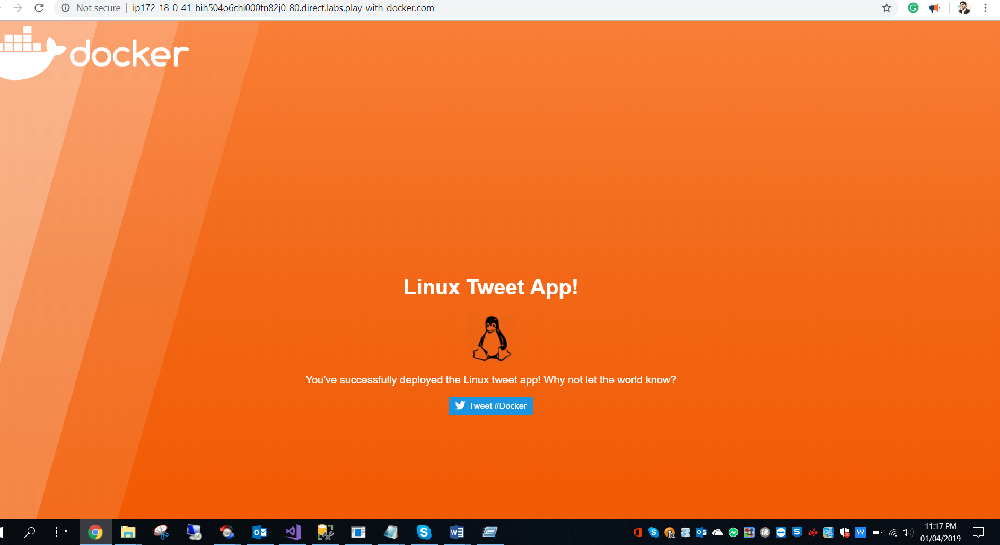 Not secure | ip172-18-0-41-bih504o6chi000fn82j0-80.direct.labs.play-with-docker.com
docker
Linux Tweet App!
You've successfully deployed the Linux tweet app! Why not let the world know?
Tweet #Docker
11:17 PM
01/04/2019